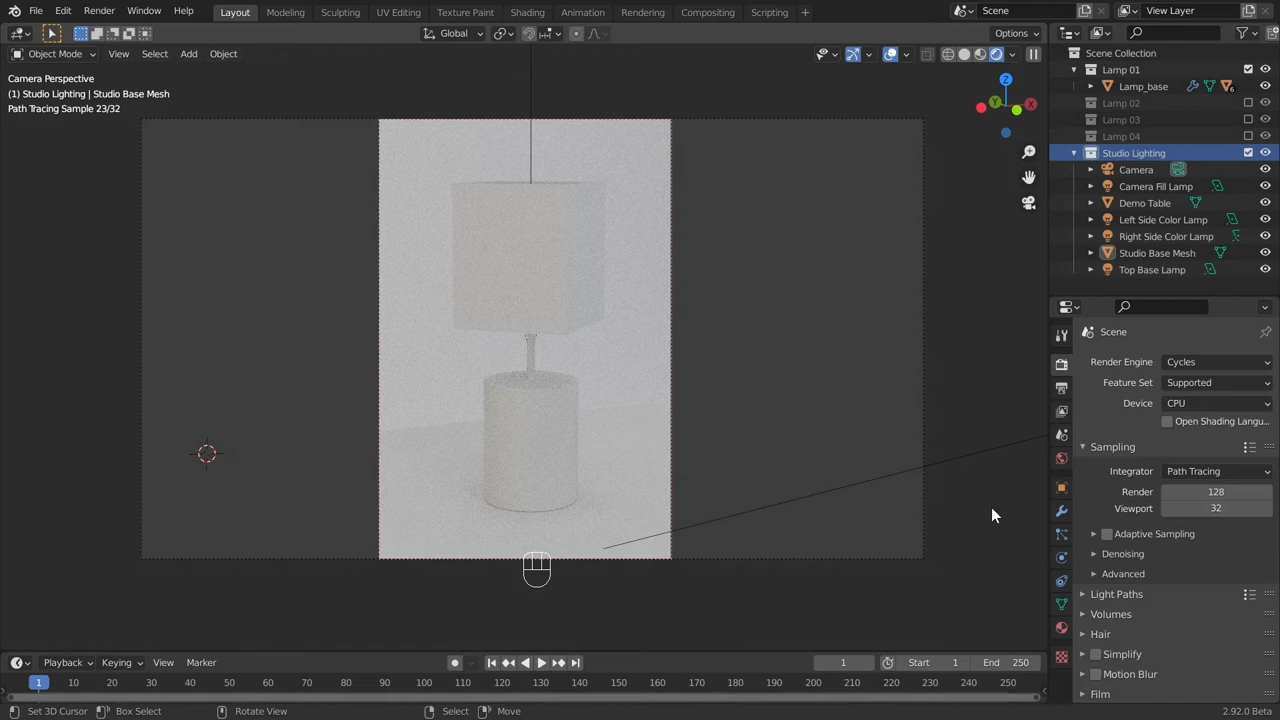 File Edit Render Window Help Layout Modeling Sculpting UV Editing Texture Paint Shading Animation Rendering Compositing Scripting + Scene View Layer
Global Options
Object Mode View Select Add Object
Camera Perspective
(1) Studio Lighting | Studio Base Mesh
Path Tracing Sample 23/32
Z
Y
X
Scene Collection
Lamp 01
Lamp_base 6
Lamp 02
Lamp 03
Lamp 04
Studio Lighting
Camera
Camera Fill Lamp
Demo Table
Left Side Color Lamp
Right Side Color Lamp
Studio Base Mesh
Top Base Lamp
Scene
Render Engine Cycles
Feature Set Supported
Device CPU
Open Shading Langu...
Sampling
Integrator Path Tracing
Render 128
Viewport 32
Adaptive Sampling
Denoising
Advanced
Light Paths
Volumes
Hair
Simplify
Motion Blur
Film
Playback Keying View Marker 1 Start 1 End 250
1 10 20 30 40 50 60 70 80 90 100 110 120 130 140 150 160 170 180 190 200 210 220 230 240 250
Set 3D Cursor Box Select Rotate View Select Move 2.92.0 Beta